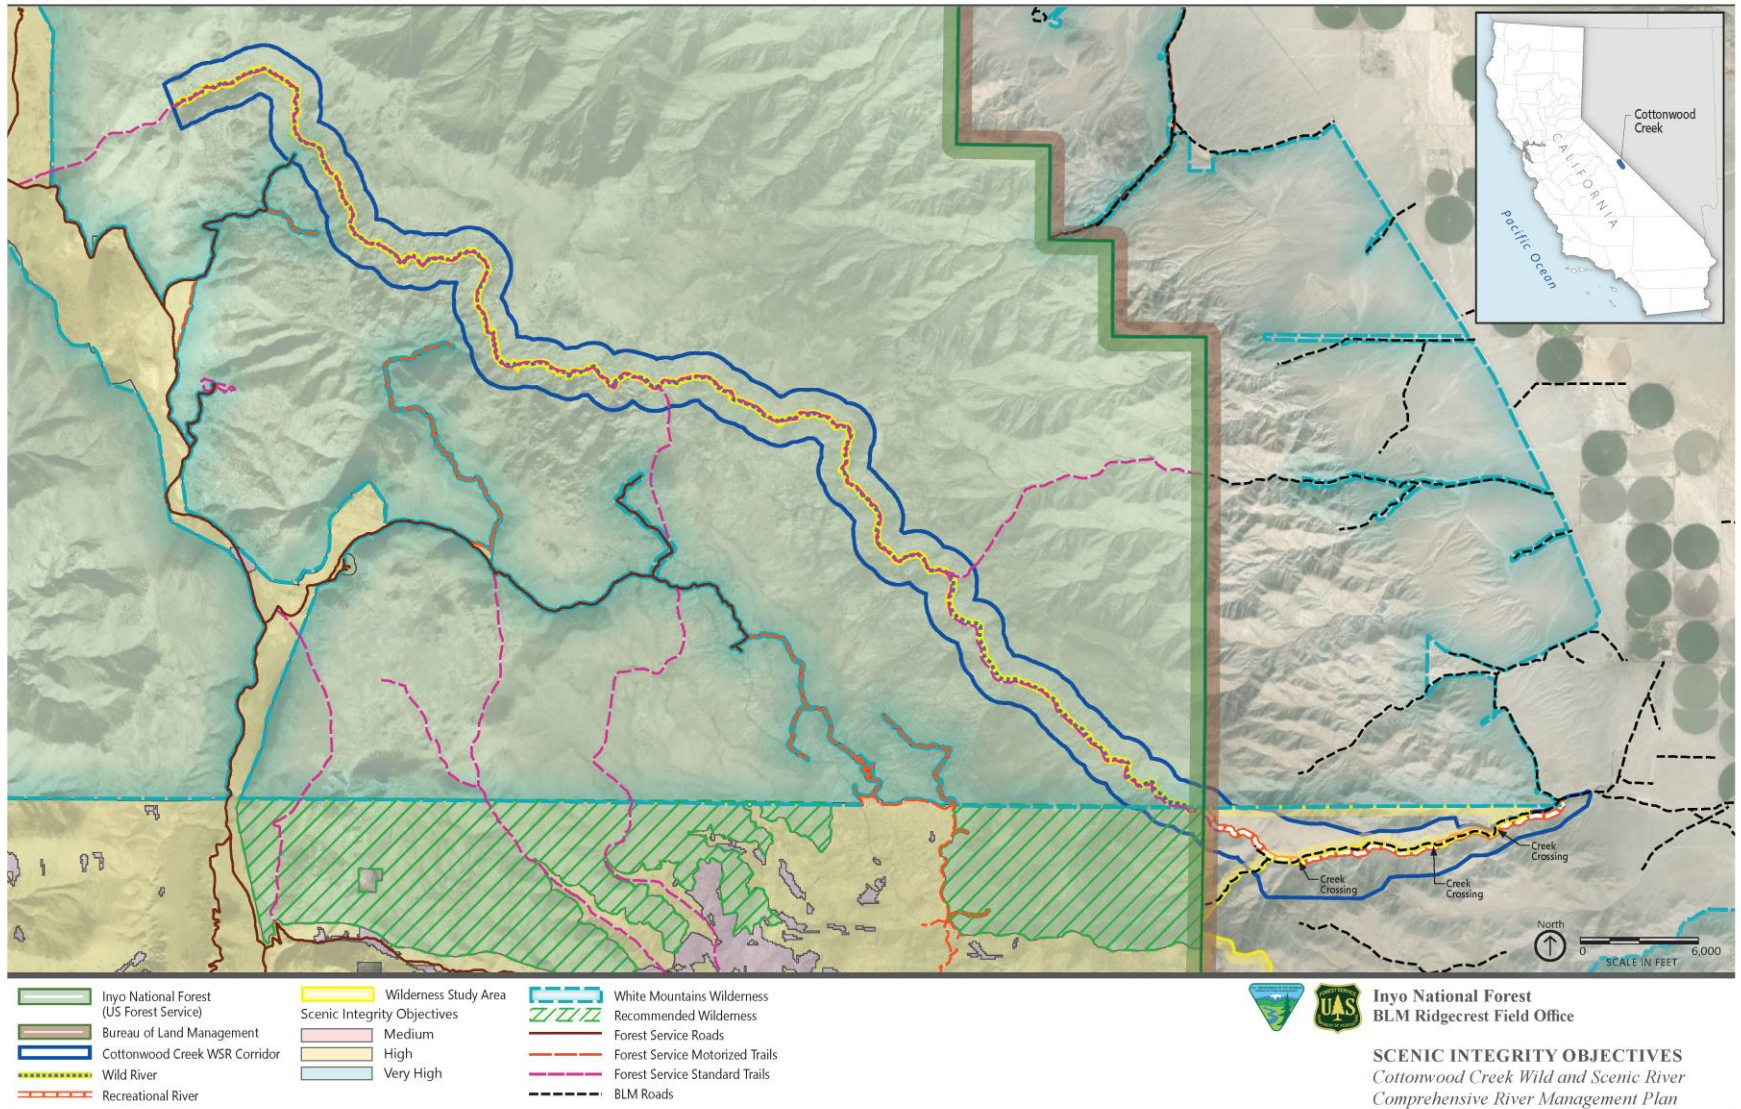 Cottonwood
Creek
CALIFORNIA
Pacific Ocean
Creek
Crossing
Creek
Crossing
Creek
Crossing
North
0 6,000
SCALE IN FEET
Inyo National Forest
(US Forest Service)
Bureau of Land Management
Cottonwood Creek WSR Corridor
Wild River
Recreational River
Wilderness Study Area
Scenic Integrity Objectives
Medium
High
Very High
White Mountains Wilderness
Recommended Wilderness
Forest Service Roads
Forest Service Motorized Trails
Forest Service Standard Trails
BLM Roads
FOREST SERVICE
U S
Inyo National Forest
BLM Ridgecrest Field Office
SCENIC INTEGRITY OBJECTIVES
Cottonwood Creek Wild and Scenic River
Comprehensive River Management Plan